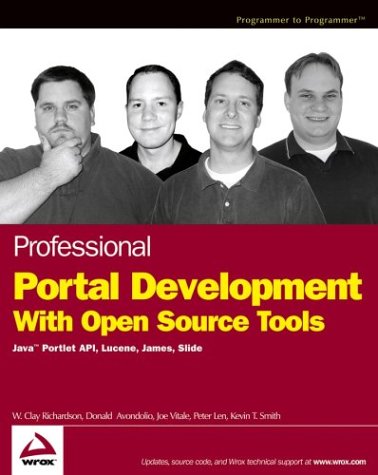 Programmer to Programmer™
Professional
Portal Development
With Open Source Tools
Java™ Portlet API, Lucene, James, Slide
W. Clay Richardson, Donald Avondolio, Joe Vitale, Peter Len, Kevin T. Smith
wrox™
Updates, source code, and Wrox technical support at www.wrox.com